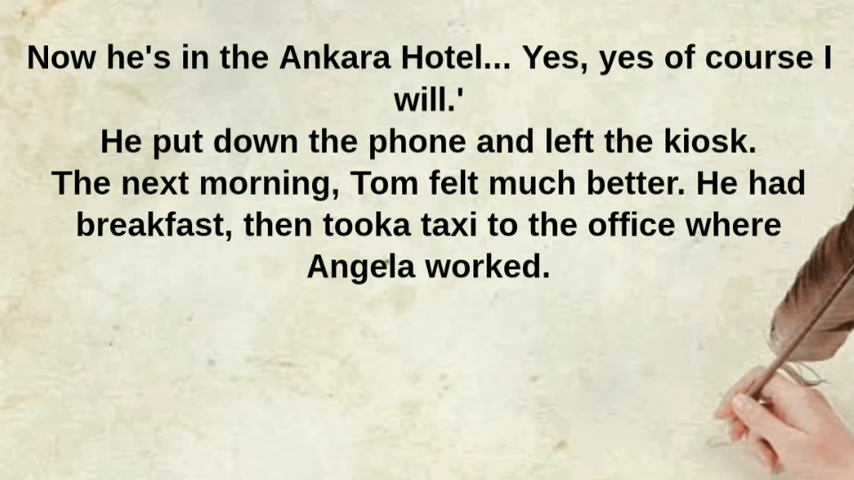 Now he's in the Ankara Hotel... Yes, yes of course I
will.'
He put down the phone and left the kiosk.
The next morning, Tom felt much better. He had
breakfast, then tooka taxi to the office where
Angela worked.